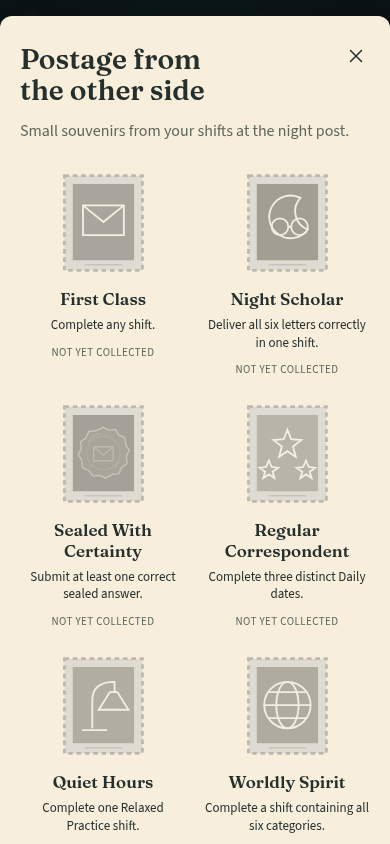 Postage from
the other side
Small souvenirs from your shifts at the night post.
First Class
Complete any shift.
NOT YET COLLECTED
Night Scholar
Deliver all six letters correctly
in one shift.
NOT YET COLLECTED
Sealed With
Certainty
Submit at least one correct
sealed answer.
NOT YET COLLECTED
Regular
Correspondent
Complete three distinct Daily
dates.
NOT YET COLLECTED
Quiet Hours
Complete one Relaxed
Practice shift.
Worldly Spirit
Complete a shift containing all
six categories.